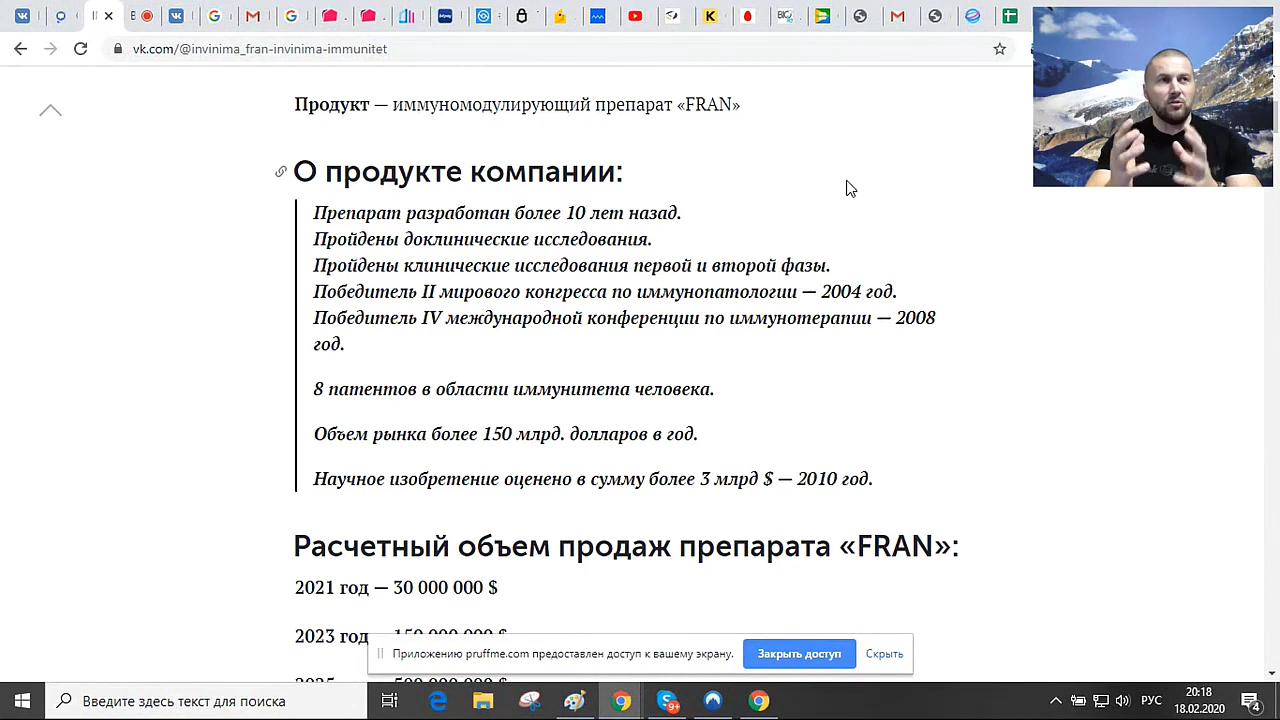 vk.com/@invinima_fran-invinima-immunitet
Продукт — иммуномодулирующий препарат «FRAN»
О продукте компании:
Препарат разработан более 10 лет назад.
Пройдены доклинические исследования.
Пройдены клинические исследования первой и второй фазы.
Победитель II мирового конгресса по иммунопатологии — 2004 год.
Победитель IV международной конференции по иммунотерапии — 2008
год.
8 патентов в области иммунитета человека.
Объем рынка более 150 млрд. долларов в год.
Научное изобретение оценено в сумму более 3 млрд $ — 2010 год.
Расчетный объем продаж препарата «FRAN»:
2021 год — 30 000 000 $
2023 год — 150 000 000 $
Приложению pruffme.com предоставлен доступ к вашему экрану.
Закрыть доступ
Скрыть
Введите здесь текст для поиска
РУС
20:18
18.02.2020